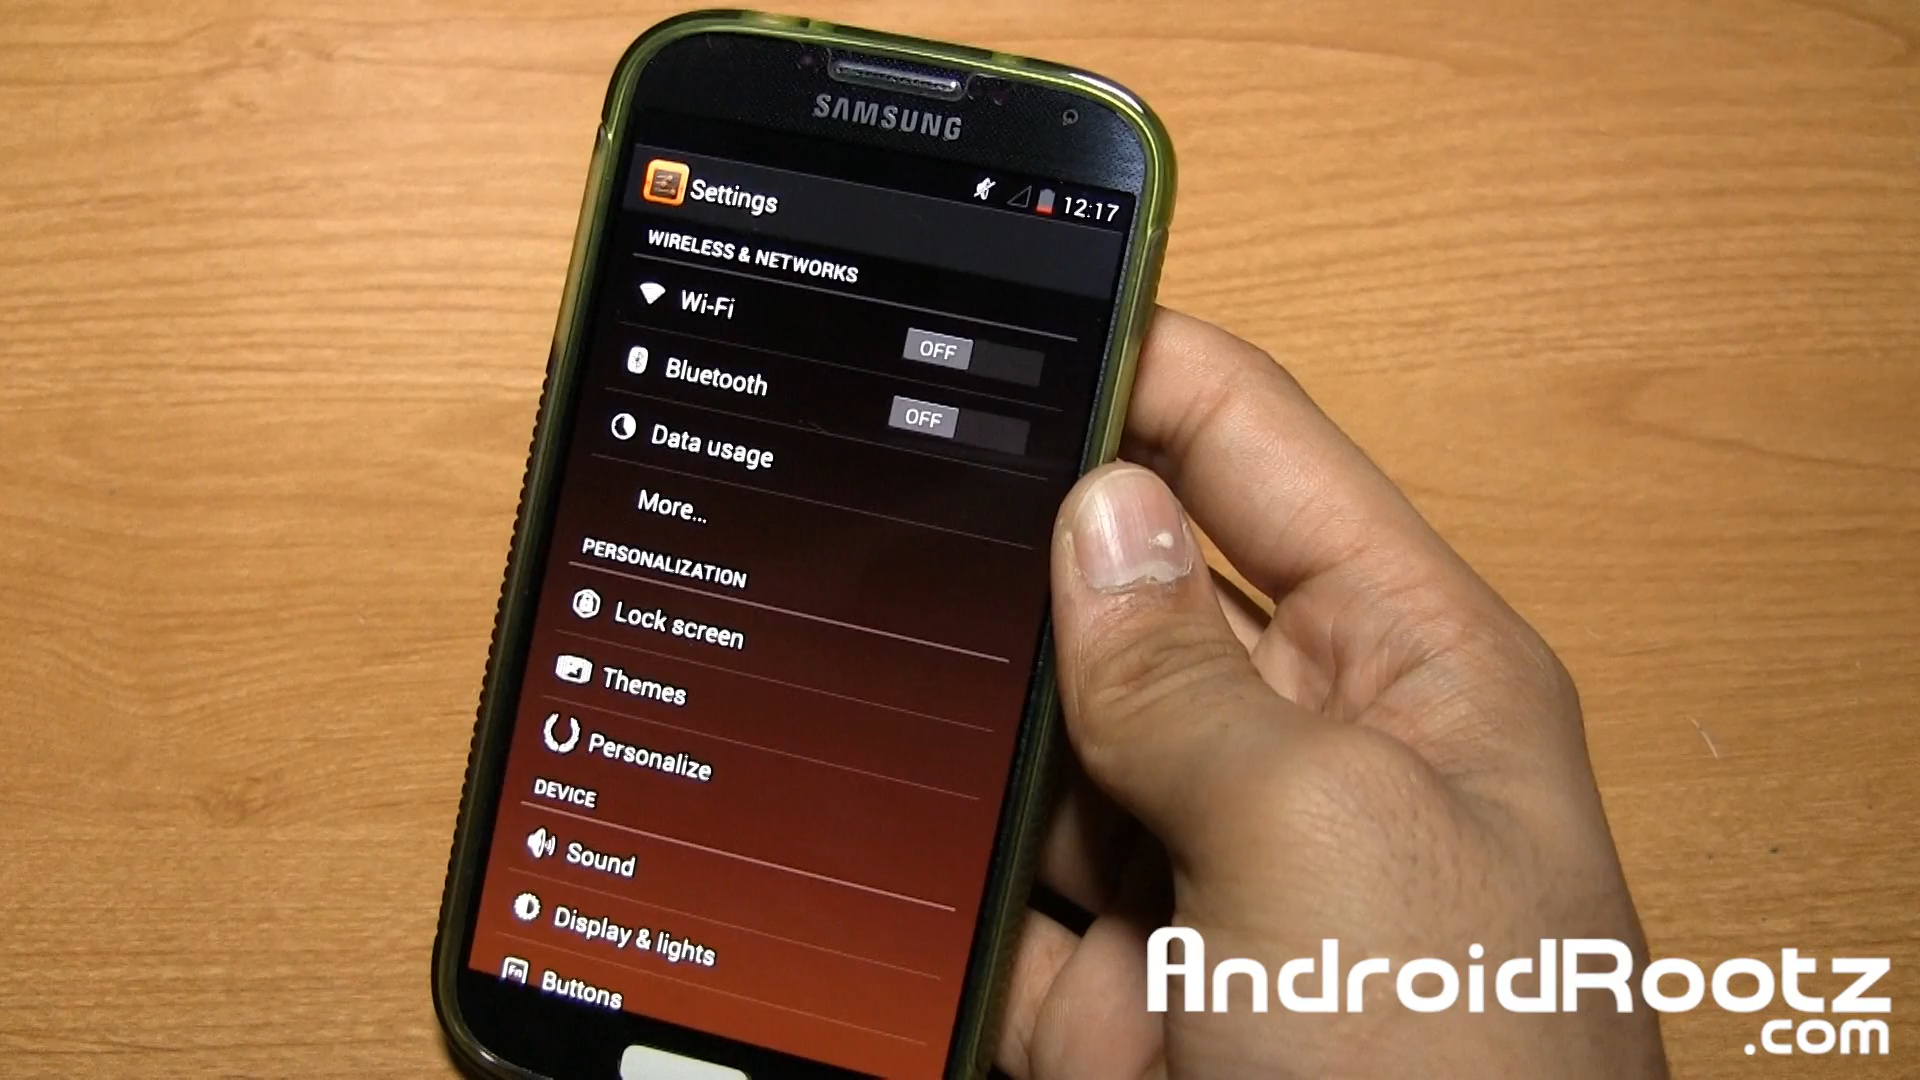 SAMSUNG
Settings
12:17
WIRELESS & NETWORKS
Wi-Fi
OFF
Bluetooth
OFF
Data usage
More...
PERSONALIZATION
Lock screen
Themes
Personalize
DEVICE
Sound
Display & lights
Fn
Buttons
AndroidRootz
.com